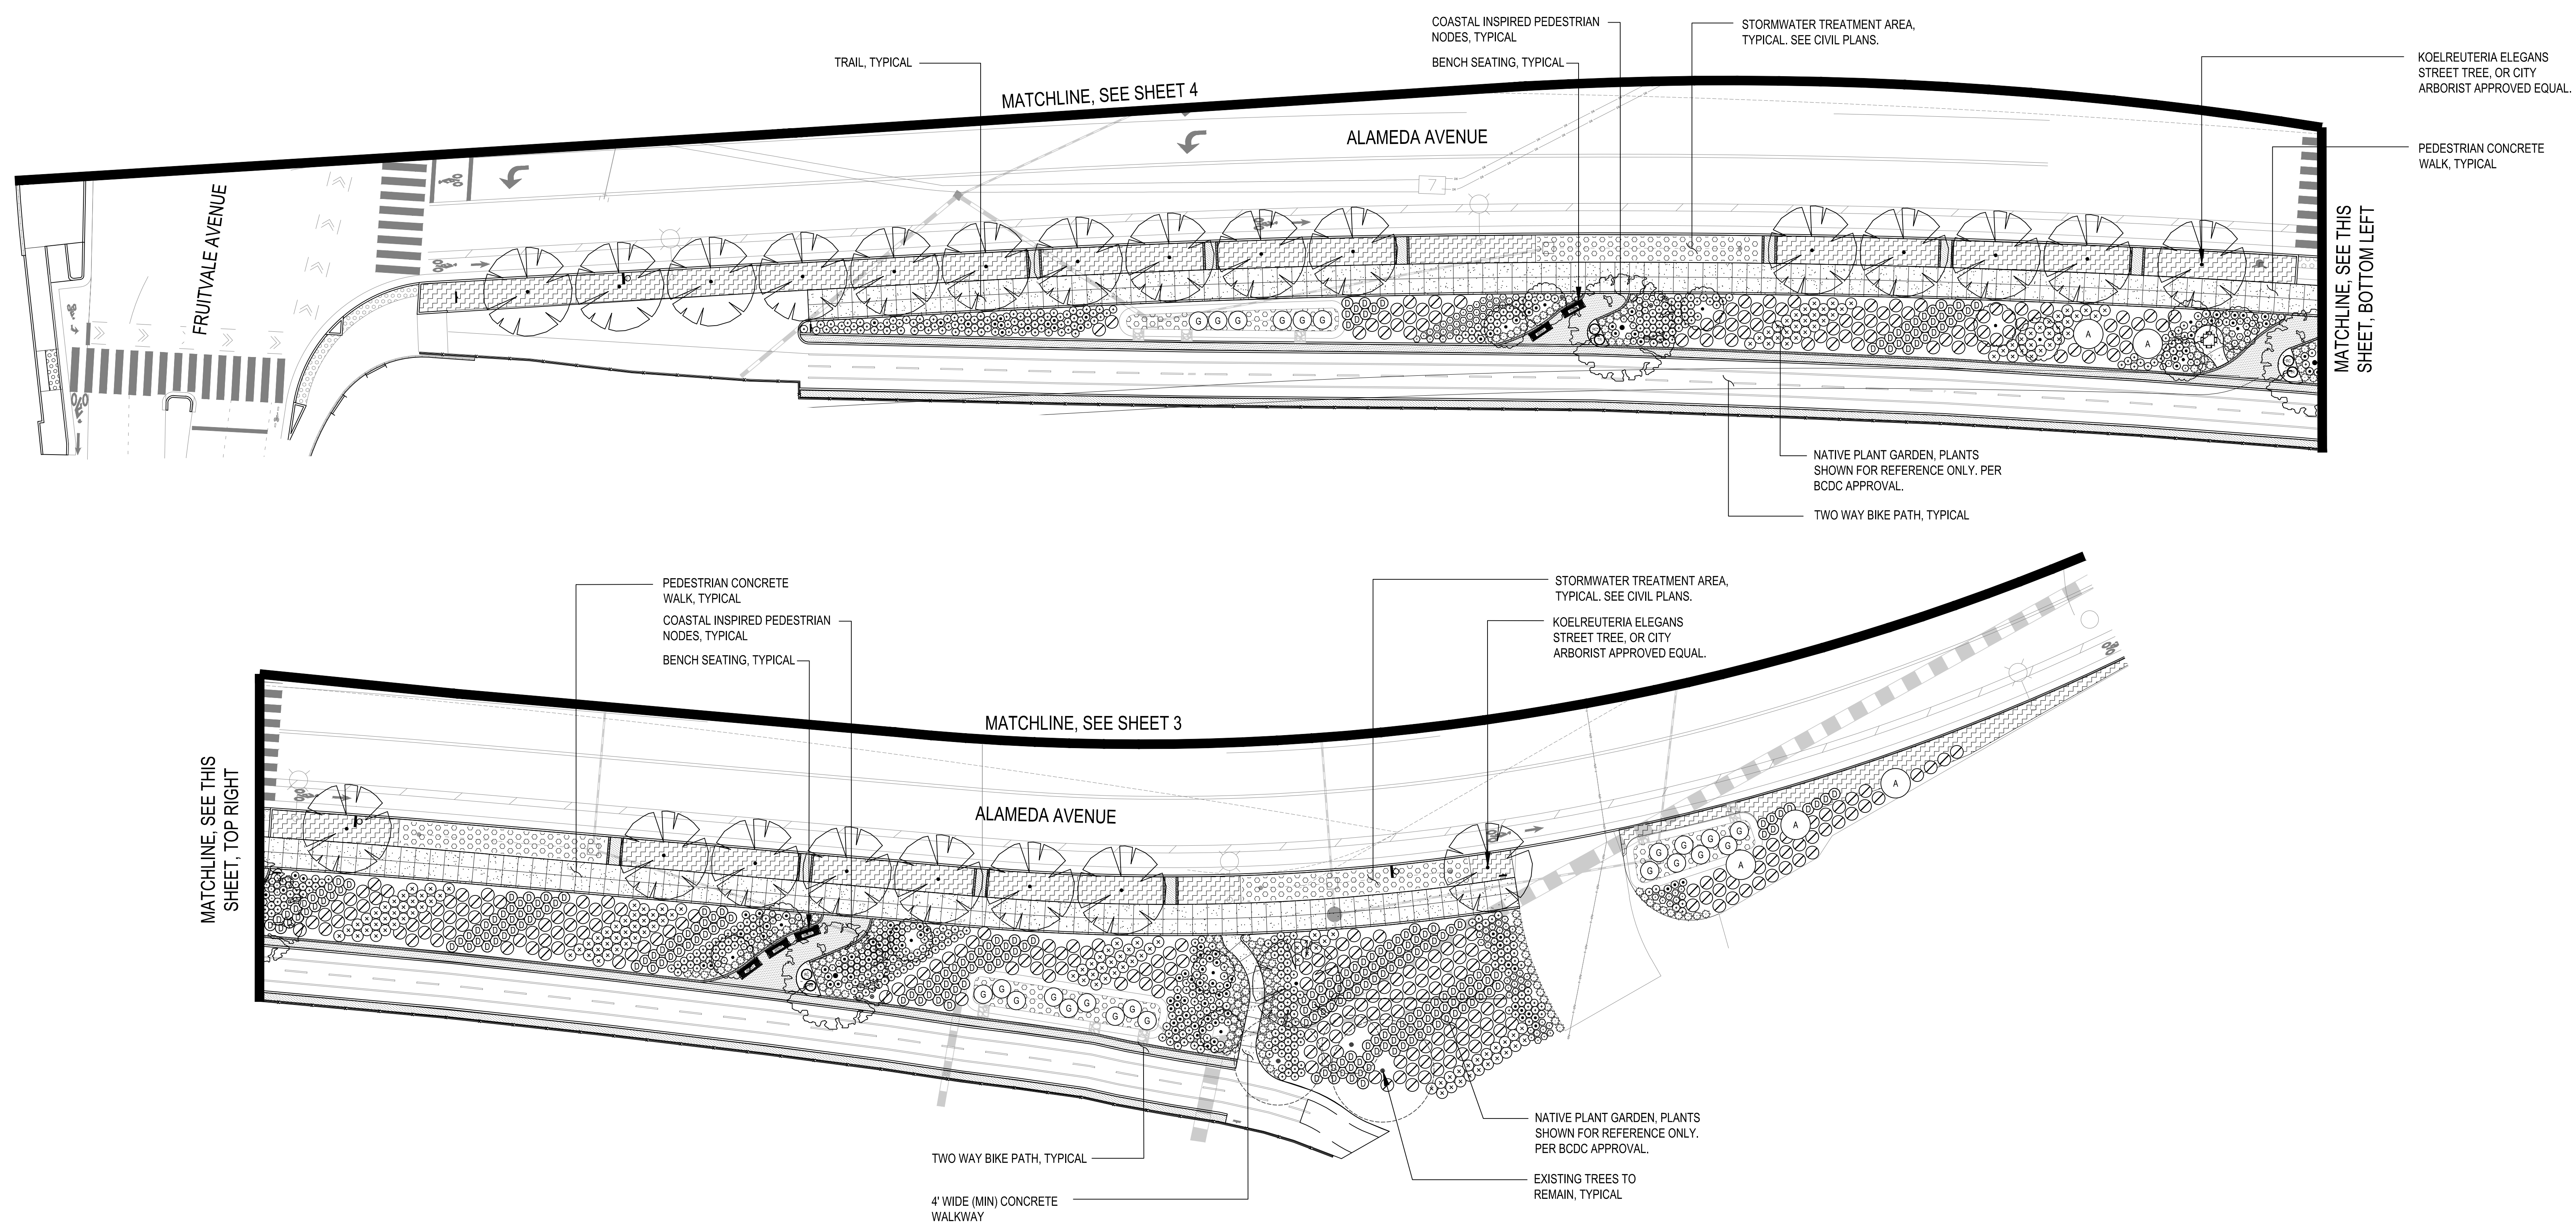 COASTAL INSPIRED PEDESTRIAN
NODES, TYPICAL
STORMWATER TREATMENT AREA,
TYPICAL. SEE CIVIL PLANS.
TRAIL, TYPICAL
BENCH SEATING, TYPICAL
KOELREUTERIA ELEGANS
STREET TREE, OR CITY
ARBORIST APPROVED EQUAL.
MATCHLINE, SEE SHEET 4
ALAMEDA AVENUE
PEDESTRIAN CONCRETE
WALK, TYPICAL
7
FRUITVALE AVENUE
MATCHLINE, SEE THIS
SHEET, BOTTOM LEFT
G G G G G G
A A
NATIVE PLANT GARDEN, PLANTS
SHOWN FOR REFERENCE ONLY. PER
BCDC APPROVAL.
TWO WAY BIKE PATH, TYPICAL
PEDESTRIAN CONCRETE
WALK, TYPICAL
COASTAL INSPIRED PEDESTRIAN
NODES, TYPICAL
BENCH SEATING, TYPICAL
STORMWATER TREATMENT AREA,
TYPICAL. SEE CIVIL PLANS.
KOELREUTERIA ELEGANS
STREET TREE, OR CITY
ARBORIST APPROVED EQUAL.
MATCHLINE, SEE SHEET 3
MATCHLINE, SEE THIS
SHEET, TOP RIGHT
ALAMEDA AVENUE
A
A
A
G G G G G G G G
G G G G G G G G G
NATIVE PLANT GARDEN, PLANTS
SHOWN FOR REFERENCE ONLY.
PER BCDC APPROVAL.
TWO WAY BIKE PATH, TYPICAL
EXISTING TREES TO
REMAIN, TYPICAL
4' WIDE (MIN) CONCRETE
WALKWAY